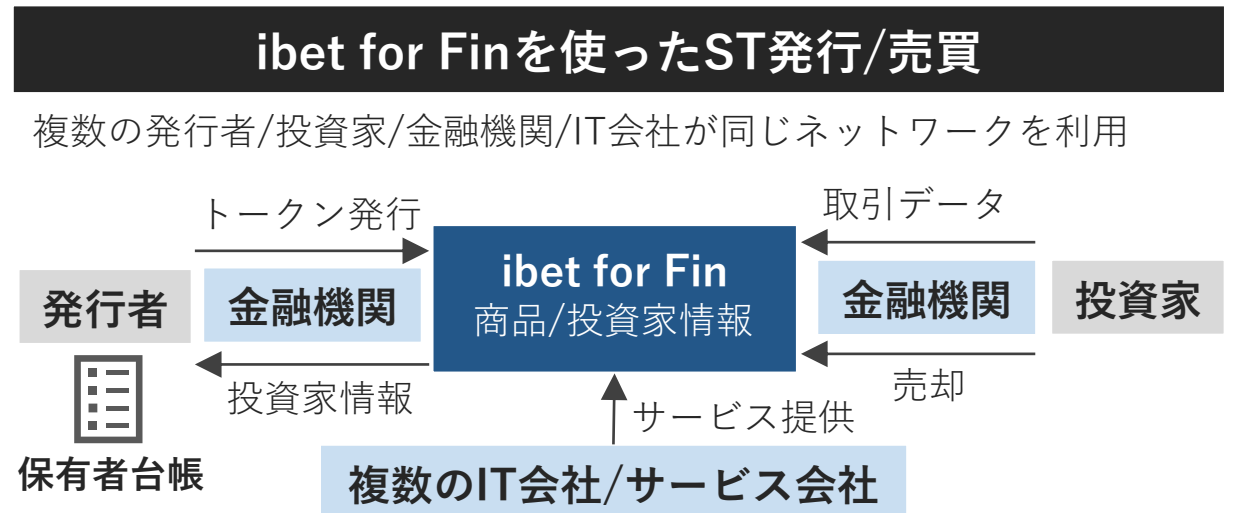 ibet for Finを使ったST発行/売買
複数の発行者/投資家/金融機関/IT会社が同じネットワークを利用
トークン発行
取引データ
発行者
金融機関
ibet for Fin
商品/投資家情報
金融機関
投資家
投資家情報
売却
サービス提供
保有者台帳
複数のIT会社/サービス会社